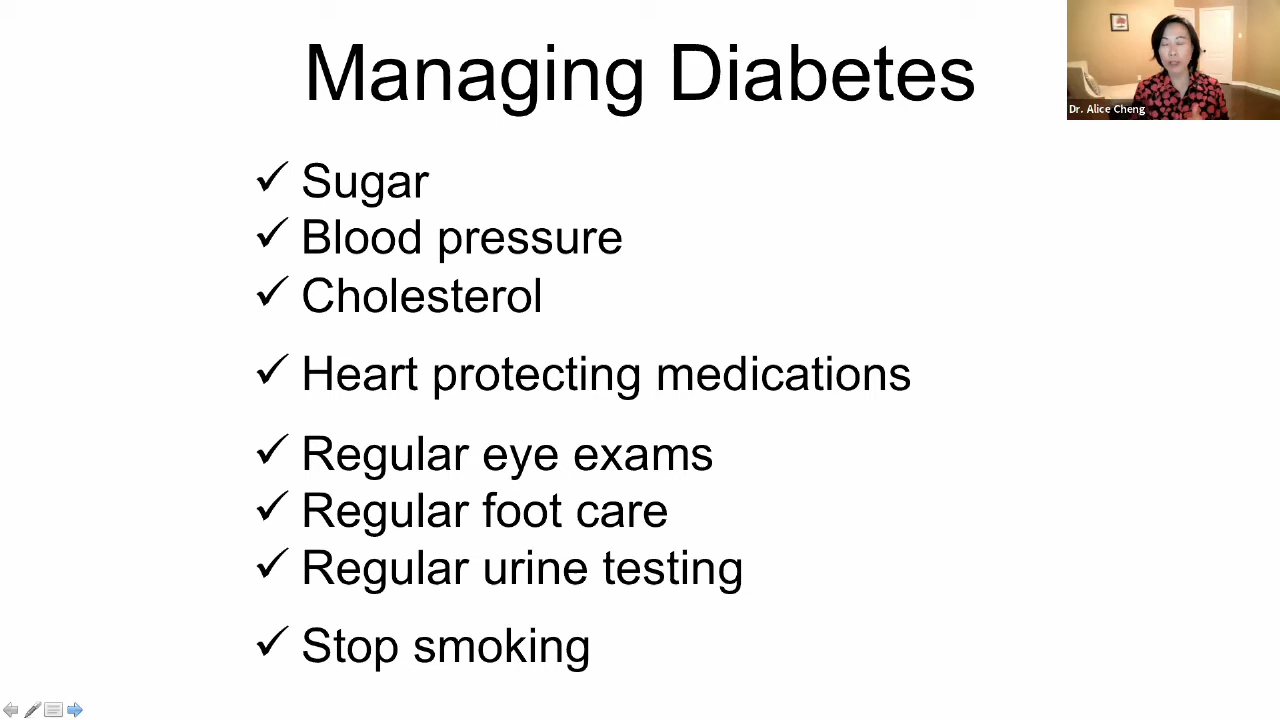 Managing Diabetes
Dr. Alice Cheng
✓ Sugar
✓ Blood pressure
✓ Cholesterol
✓ Heart protecting medications
✓ Regular eye exams
✓ Regular foot care
✓ Regular urine testing
✓ Stop smoking